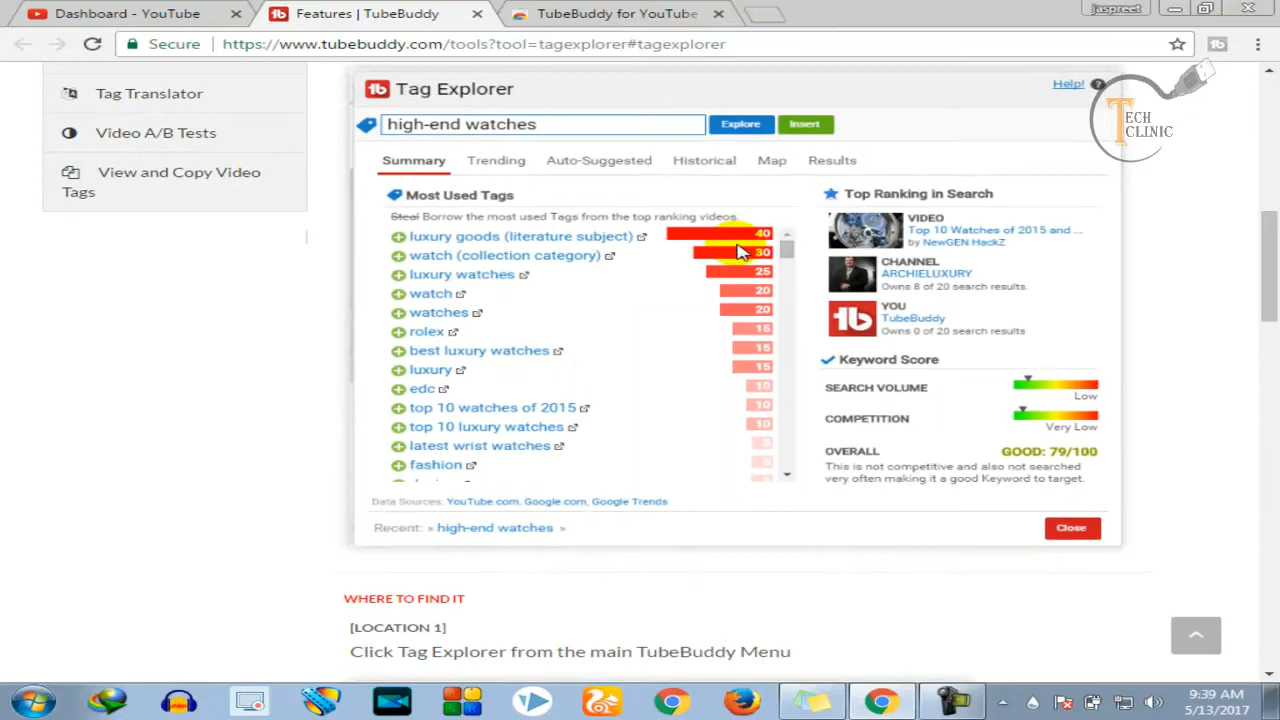 Dashboard - YouTube
Features | TubeBuddy
TubeBuddy for YouTube
jaspreet
Secure
https://www.tubebuddy.com/tools?tool=tagexplorer#tagexplorer
Tag Translator
Video A/B Tests
View and Copy Video
Tags
Tag Explorer
Help!
TECH
CLINIC
high-end watches
Explore
Insert
Summary
Trending
Auto-Suggested
Historical
Map
Results
Most Used Tags
Steal Borrow the most used Tags from the top ranking videos.
luxury goods (literature subject) 40
watch (collection category) 30
luxury watches 25
watch 20
watches 20
rolex 15
best luxury watches 15
luxury 15
edc 10
top 10 watches of 2015 10
top 10 luxury watches 10
latest wrist watches
fashion
Top Ranking in Search
VIDEO
Top 10 Watches of 2015 and ...
by NewGEN HackZ
CHANNEL
ARCHIELUXURY
Owns 8 of 20 search results.
YOU
TubeBuddy
Owns 0 of 20 search results
Keyword Score
SEARCH VOLUME
Low
COMPETITION
Very Low
OVERALL
GOOD: 79/100
This is not competitive and also not searched
very often making it a good Keyword to target.
Data Sources: YouTube.com, Google.com, Google Trends
Recent: » high-end watches »
Close
WHERE TO FIND IT
[LOCATION 1]
Click Tag Explorer from the main TubeBuddy Menu
9:39 AM
5/13/2017